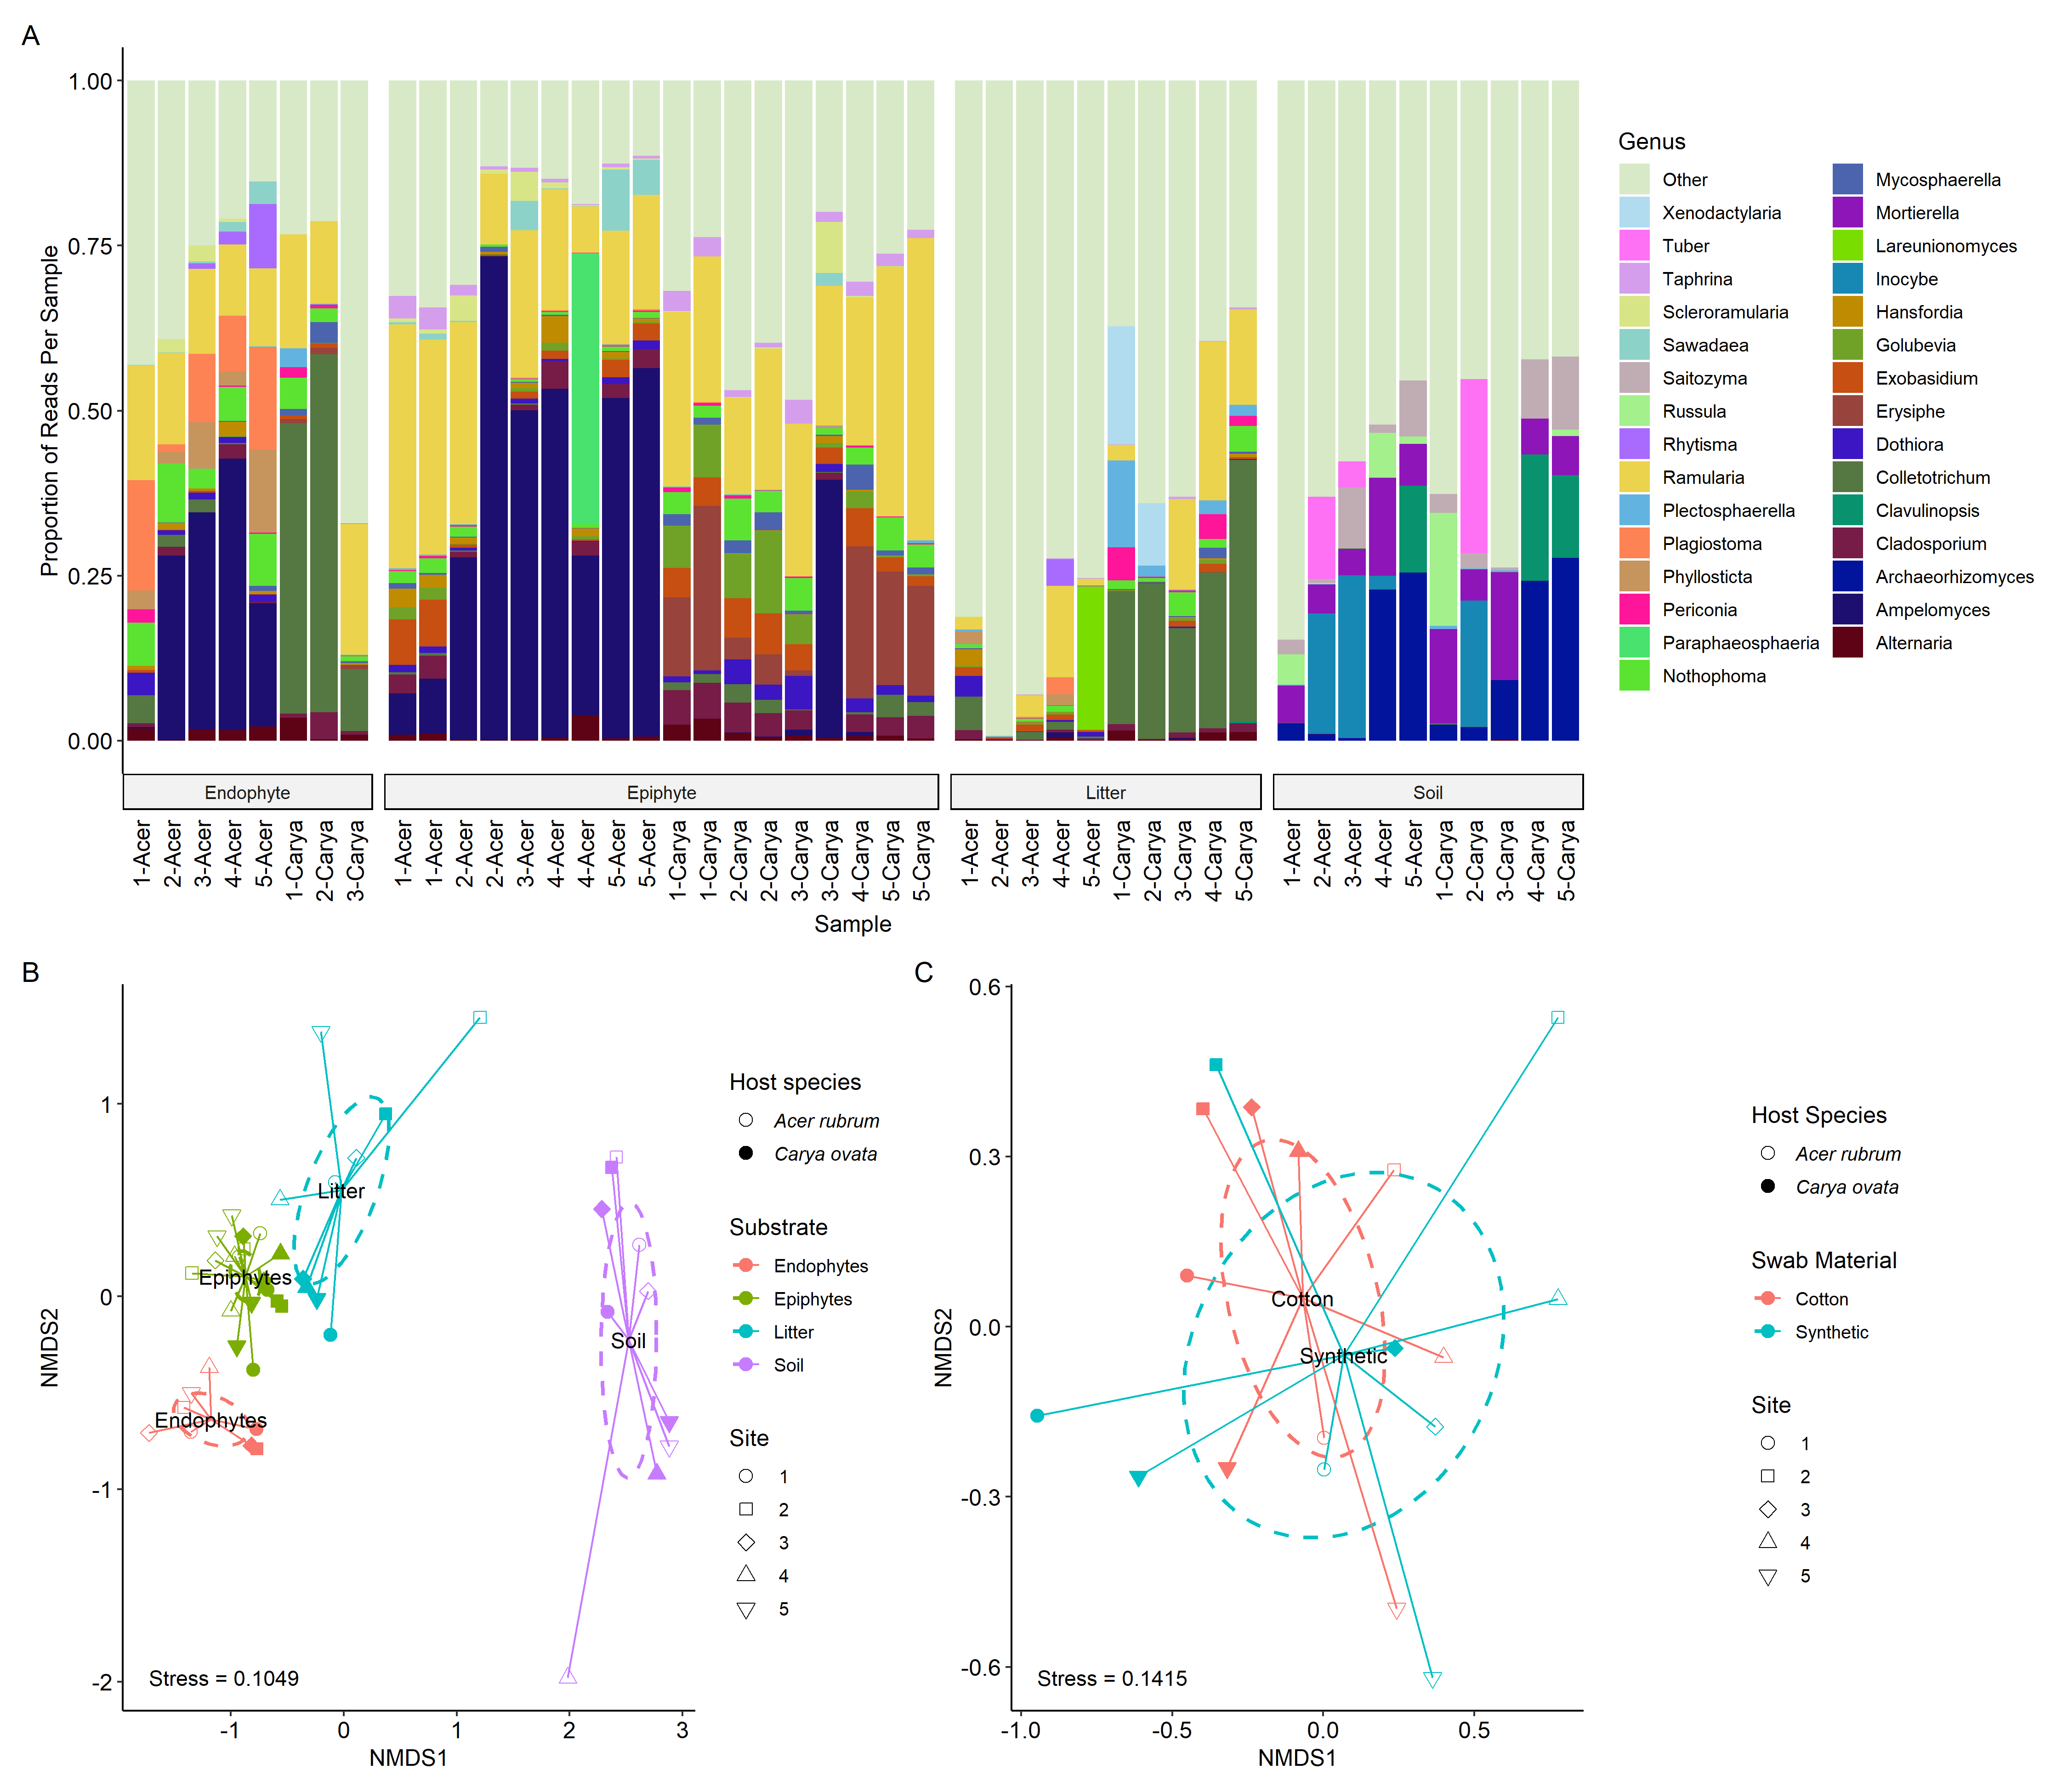 A
Proportion of Reads Per Sample
1.00
0.75
0.50
0.25
0.00
Endophyte
Epiphyte
Litter
Soil
1-Acer
2-Acer
3-Acer
4-Acer
5-Acer
1-Carya
2-Carya
3-Carya
1-Acer
1-Acer
2-Acer
2-Acer
3-Acer
4-Acer
4-Acer
5-Acer
5-Acer
1-Carya
1-Carya
2-Carya
2-Carya
3-Carya
3-Carya
4-Carya
5-Carya
5-Carya
1-Acer
2-Acer
3-Acer
4-Acer
5-Acer
1-Carya
2-Carya
3-Carya
4-Carya
5-Carya
1-Acer
2-Acer
3-Acer
4-Acer
5-Acer
1-Carya
2-Carya
3-Carya
4-Carya
5-Carya
Sample
Genus
Other
Xenodactylaria
Tuber
Taphrina
Scleroramularia
Sawadaea
Saitozyma
Russula
Rhytisma
Ramularia
Plectosphaerella
Plagiostoma
Phyllosticta
Periconia
Paraphaeosphaeria
Nothophoma
Mycosphaerella
Mortierella
Lareunionomyces
Inocybe
Hansfordia
Golubevia
Exobasidium
Erysiphe
Dothiora
Colletotrichum
Clavulinopsis
Cladosporium
Archaeorhizomyces
Ampelomyces
Alternaria
B
NMDS2
1
0
-1
-2
Litter
Epiphytes
Endophytes
Soil
Stress = 0.1049
-1
0
1
2
3
NMDS1
Host species
Acer rubrum
Carya ovata
Substrate
Endophytes
Epiphytes
Litter
Soil
Site
1
2
3
4
5
C
NMDS2
0.6
0.3
0.0
-0.3
-0.6
Cotton
Synthetic
Stress = 0.1415
-1.0
-0.5
0.0
0.5
NMDS1
Host Species
Acer rubrum
Carya ovata
Swab Material
Cotton
Synthetic
Site
1
2
3
4
5